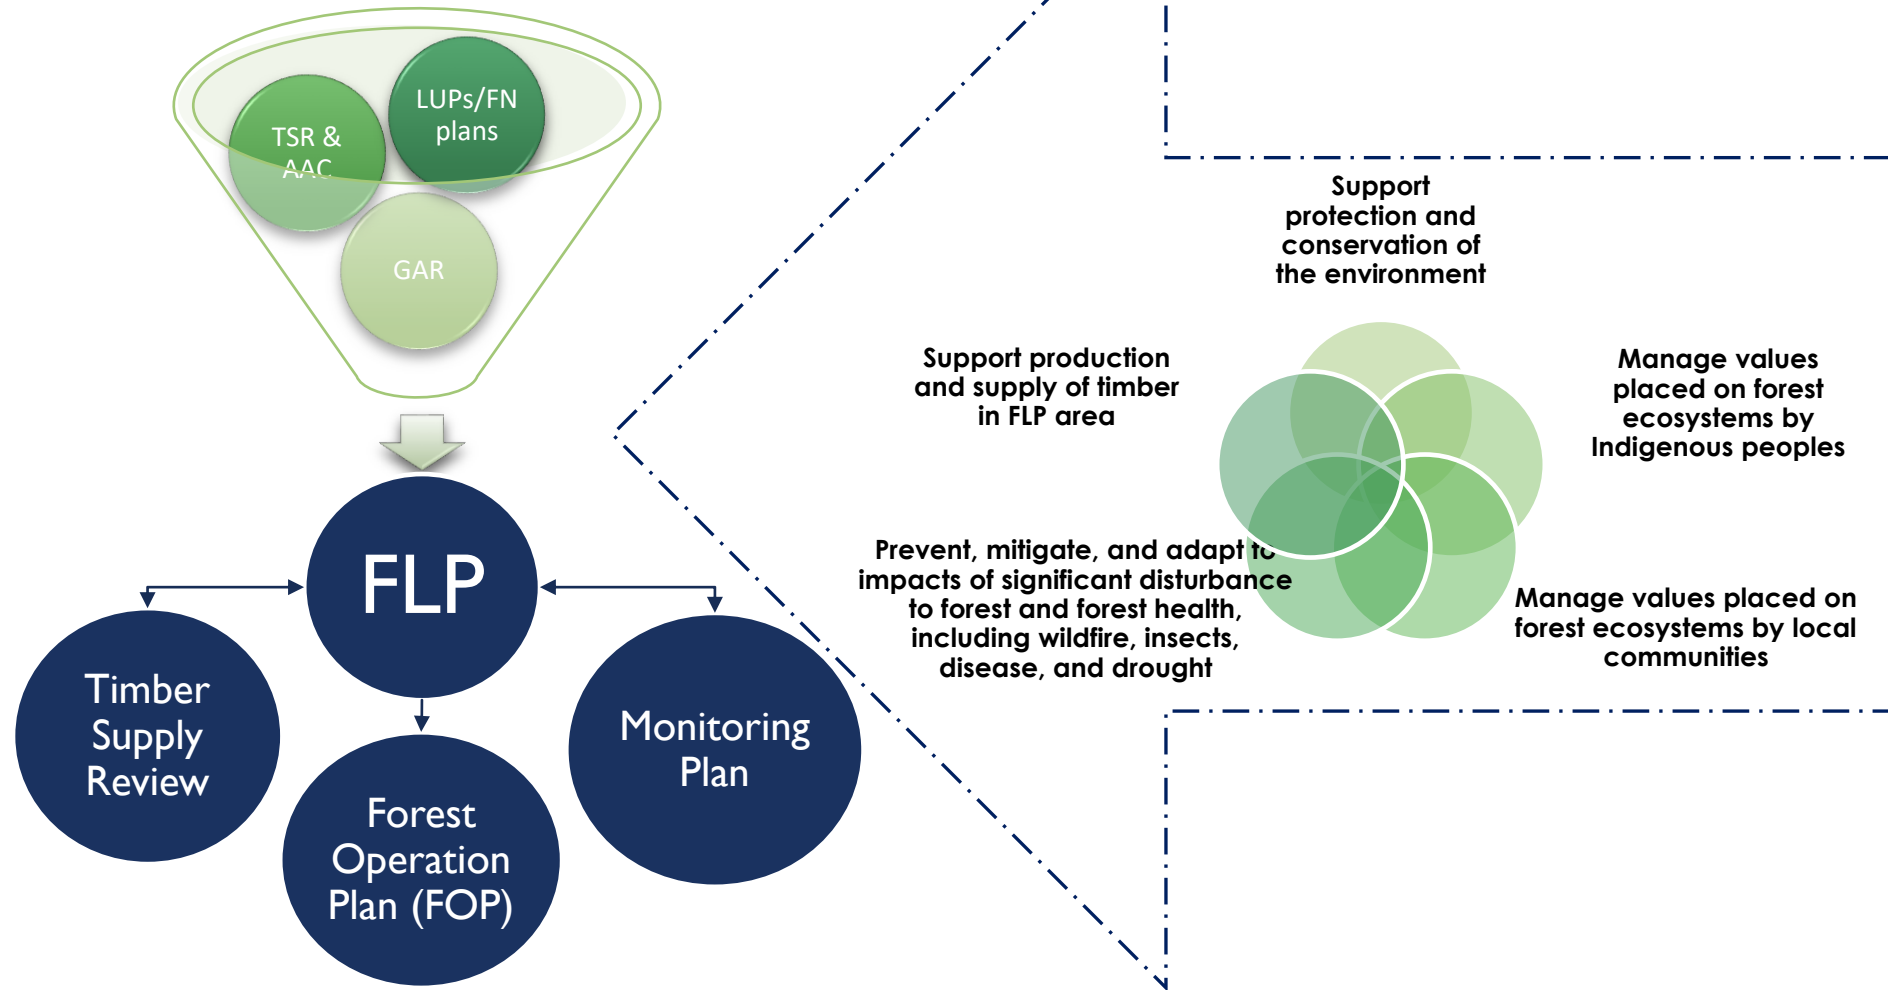 LUPs/FN
plans
TSR &
AAC
GAR
FLP
Timber
Supply
Review
Forest
Operation
Plan (FOP)
Monitoring
Plan
Support
protection and
conservation of
the environment
Support production
and supply of timber
in FLP area
Manage values
placed on forest
ecosystems by
Indigenous peoples
Prevent, mitigate, and adapt to
impacts of significant disturbance
to forest and forest health,
including wildfire, insects,
disease, and drought
Manage values placed on
forest ecosystems by local
communities